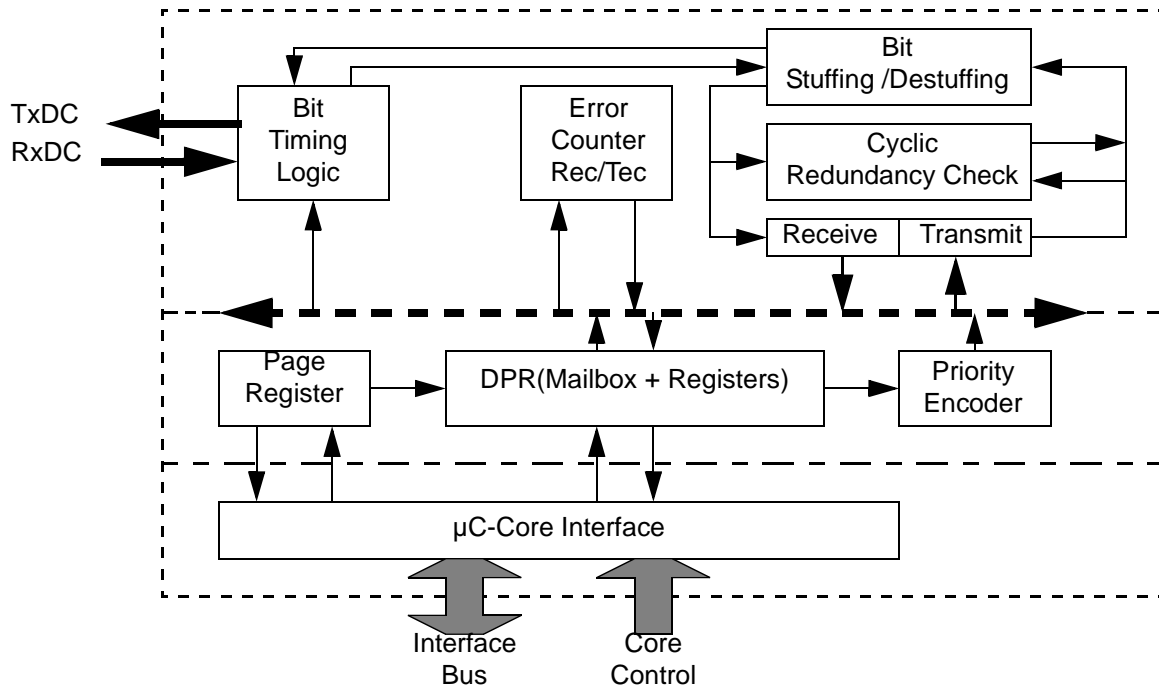 Bit
Stuffing /Destuffing
TxDC
RxDC
Bit
Timing
Logic
Error
Counter
Rec/Tec
Cyclic
Redundancy Check
Receive
Transmit
Page
Register
DPR(Mailbox + Registers)
Priority
Encoder
µC-Core Interface
Interface
Bus
Core
Control